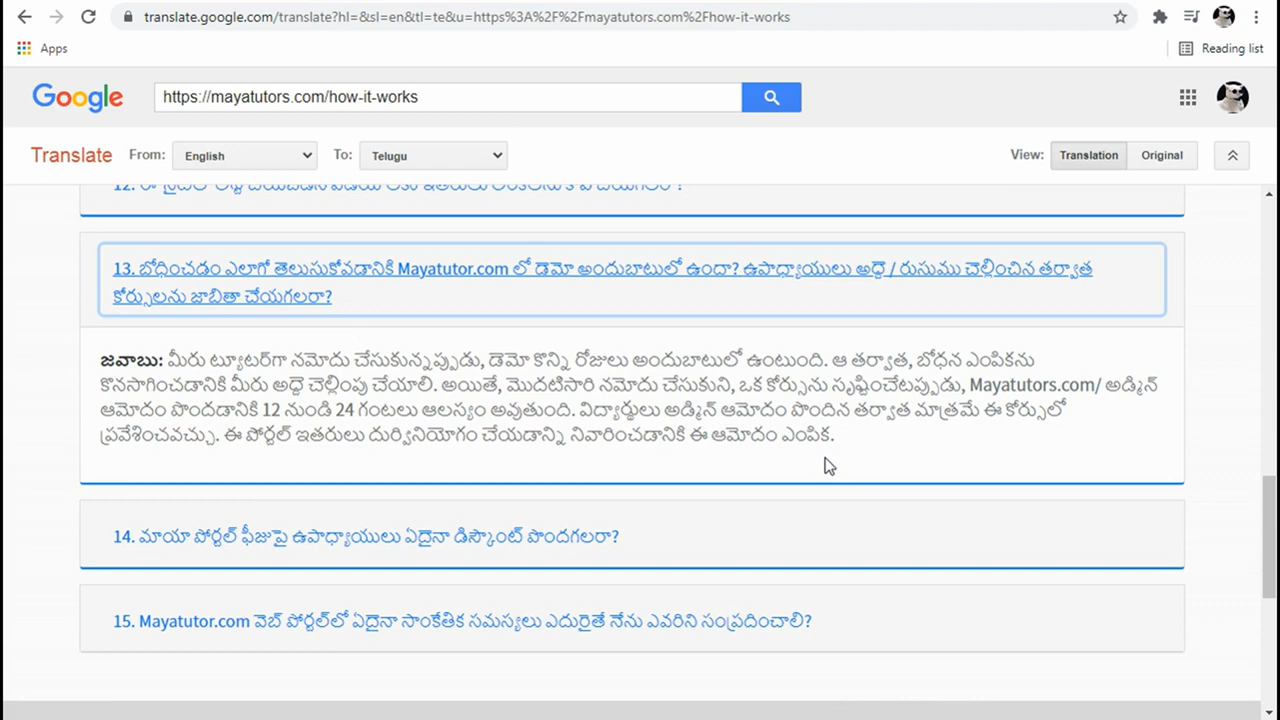 translate.google.com/translate?hl=&sl=en&tl=te&u=https%3A%2F%2Fmayatutors.com%2Fhow-it-works
Apps
Reading list
Google
https://mayatutors.com/how-it-works
Translate From: English To: Telugu View: Translation Original
13. బోధించడం ఎలాగో తెలుసుకోవడానికి Mayatutor.com లో డెమో అందుబాటులో ఉందా? ఉపాధ్యాయులు అద్దె / రుసుము చెల్లించిన తర్వాత
కోర్సులను జాబితా చేయగలరా?
జవాబు: మీరు ట్యూటర్‌గా నమోదు చేసుకున్నప్పుడు, డెమో కొన్ని రోజులు అందుబాటులో ఉంటుంది. ఆ తర్వాత, బోధన ఎంపికను
కొనసాగించడానికి మీరు అద్దె చెల్లింపు చేయాలి. అయితే, మొదటిసారి నమోదు చేసుకుని, ఒక కోర్సును సృష్టించేటప్పుడు, Mayatutors.com/ అడ్మిన్
ఆమోదం పొందడానికి 12 నుండి 24 గంటలు ఆలస్యం అవుతుంది. విద్యార్థులు అడ్మిన్ ఆమోదం పొందిన తర్వాత మాత్రమే ఈ కోర్సులో
ప్రవేశించవచ్చు. ఈ పోర్టల్ ఇతరులు దుర్వినియోగం చేయడాన్ని నివారించడానికి ఈ ఆమోదం ఎంపిక.
14. మాయా పోర్టల్ ఫీజుపై ఉపాధ్యాయులు ఏదైనా డిస్కౌంట్ పొందగలరా?
15. Mayatutor.com వెబ్ పోర్టల్‌లో ఏదైనా సాంకేతిక సమస్యలు ఎదురైతే నేను ఎవరిని సంప్రదించాలి?